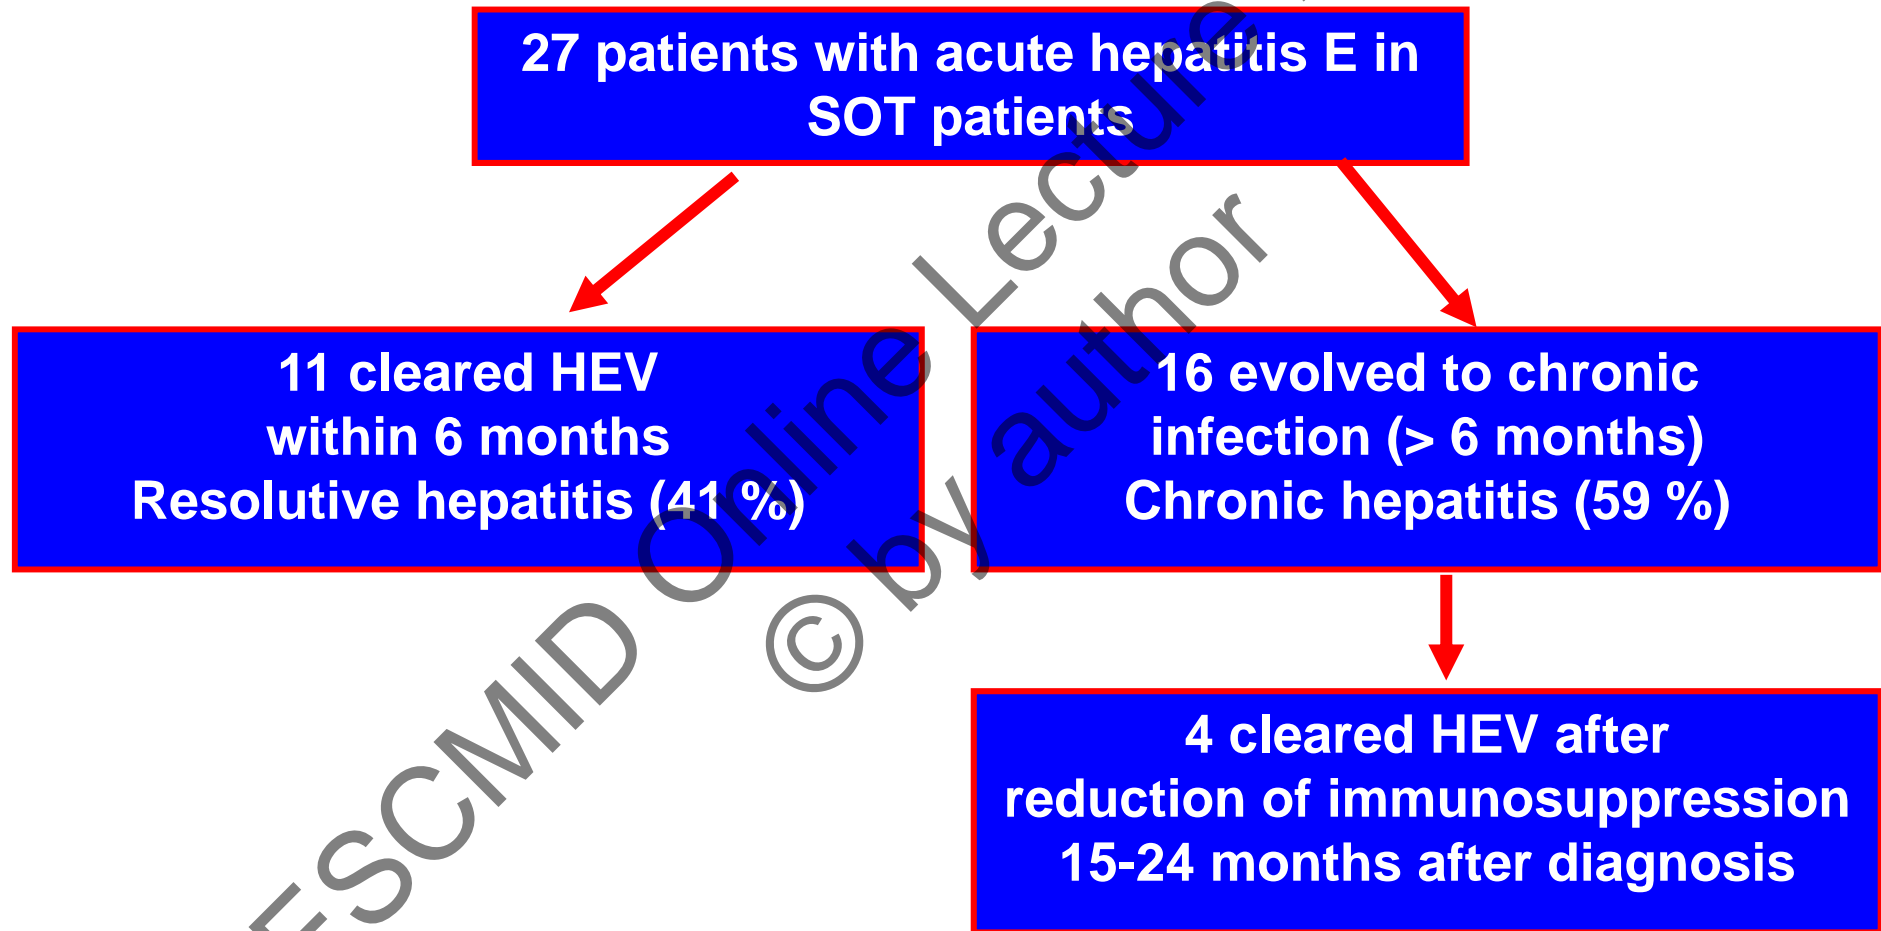 27 patients with acute hepatitis E in
SOT patients
11 cleared HEV
within 6 months
Resolutive hepatitis (41 %)
16 evolved to chronic
infection (> 6 months)
Chronic hepatitis (59 %)
4 cleared HEV after
reduction of immunosuppression
15-24 months after diagnosis
ESCMID Online Lecture
© by author